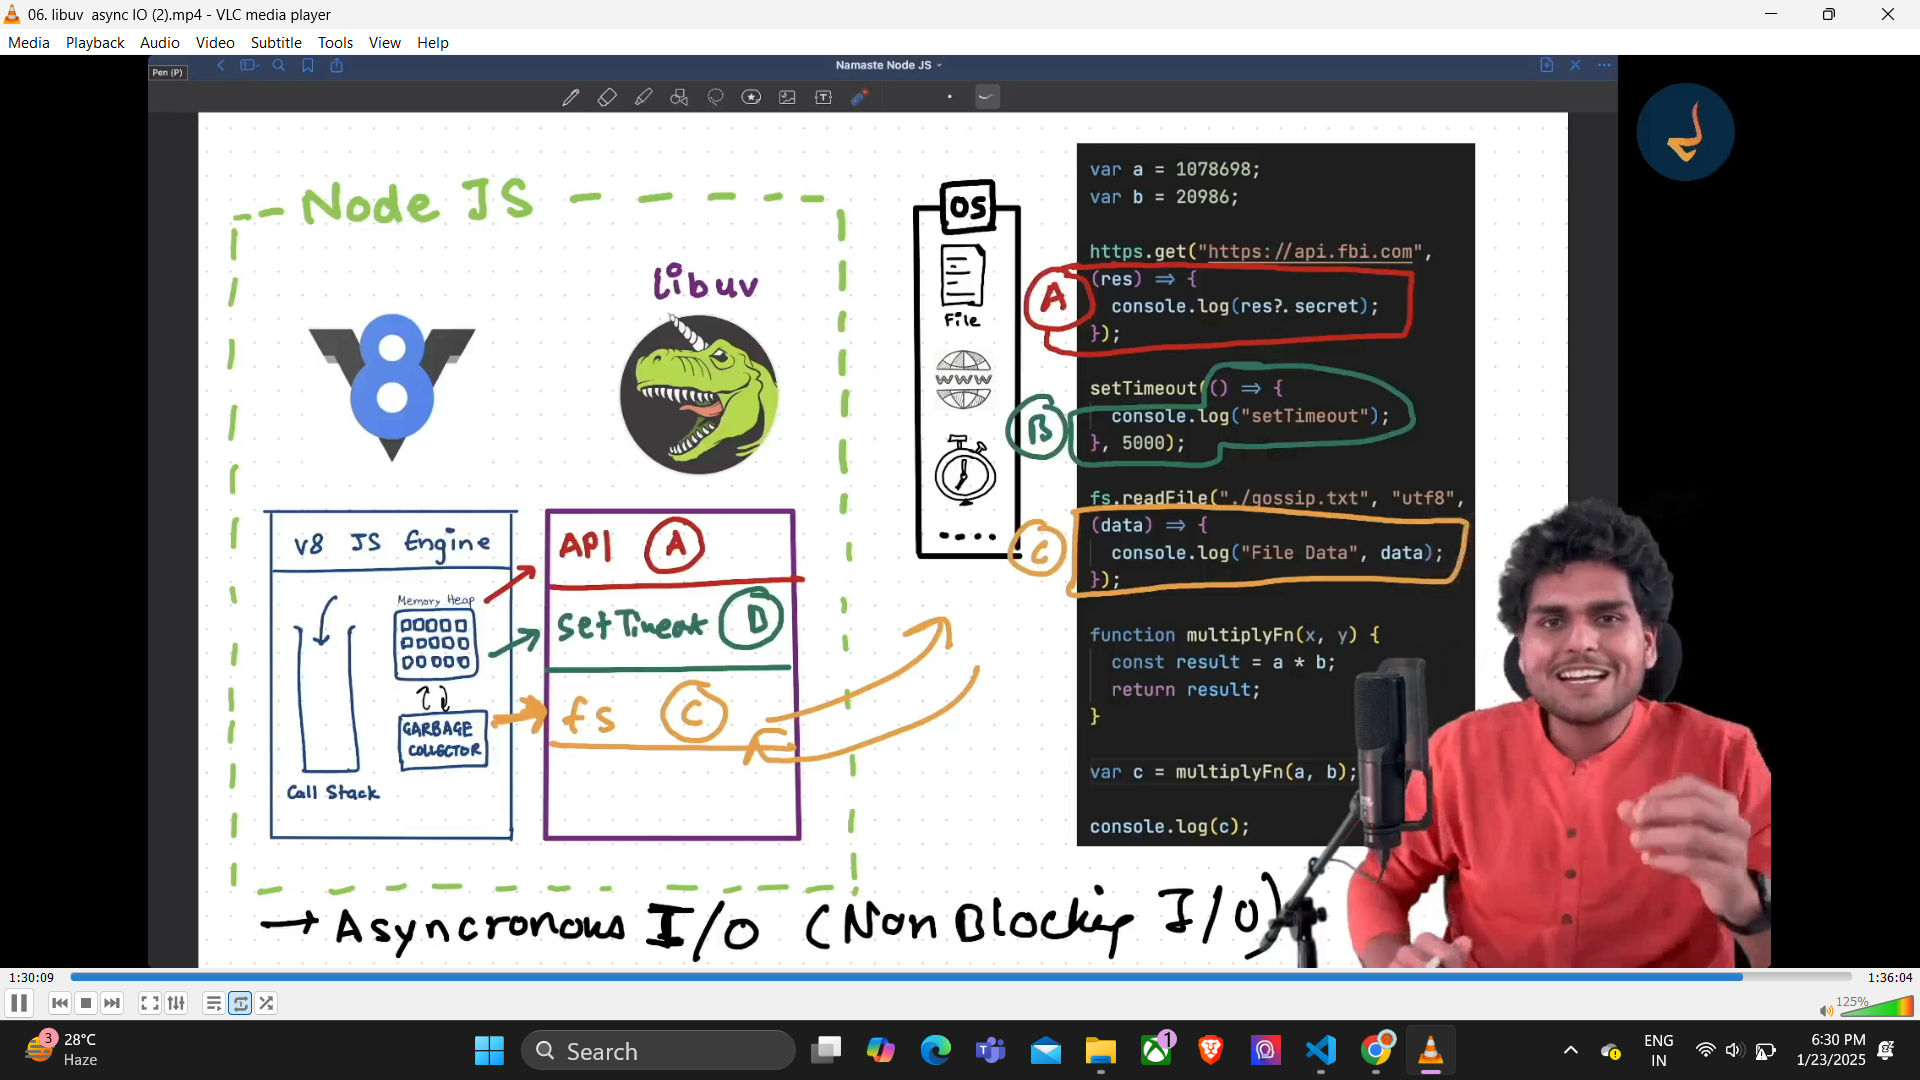 06. libuv  async IO (2).mp4 - VLC media player
Media Playback Audio Video Subtitle Tools View Help
Pen (P)
Namaste Node JS
Node JS
libuv
V8
v8 JS Engine
Memory Heap
GARBAGE
COLLECTOR
Call Stack
API A
SetTimeout B
fs C
OS
File
WWW
A
B
C
var a = 1078698;
var b = 20986;
https.get("https://api.fbi.com",
(res) => {
console.log(res?.secret);
});
setTimeout(() => {
console.log("setTimeout");
}, 5000);
fs.readFile("./gossip.txt", "utf8",
(data) => {
console.log("File Data", data);
});
function multiplyFn(x, y) {
const result = a * b;
return result;
}
var c = multiplyFn(a, b);
console.log(c);
→ Asyncronous I/O (Non Blocking I/O)
1:30:09
1:36:04
125%
3
28°C
Haze
Search
1
ENG
IN
6:30 PM
1/23/2025